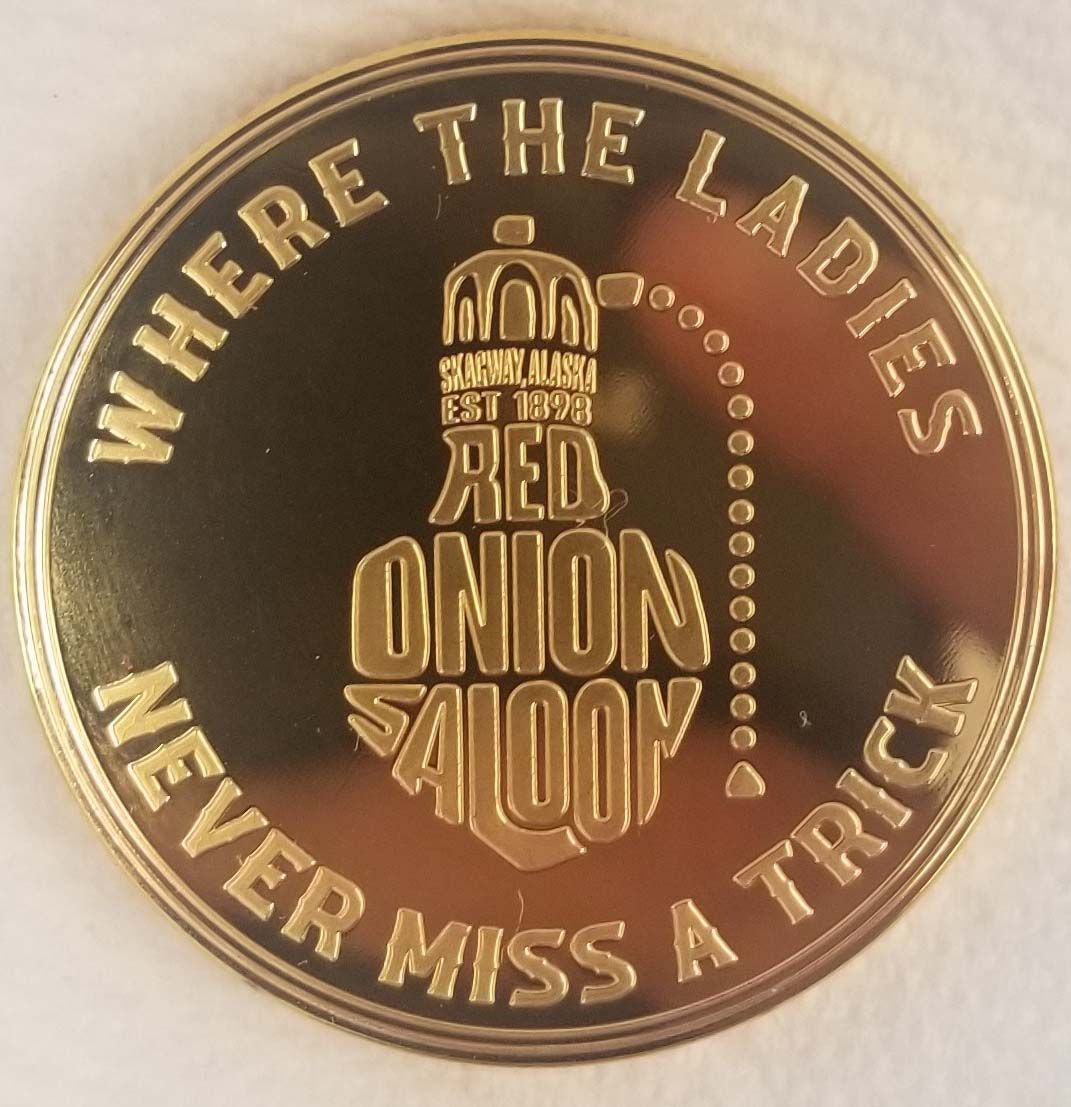 WHERE THE LADIES
SKAGWAY, ALASKA
EST 1898
RED
ONION
SALOON
NEVER MISS A TRICK